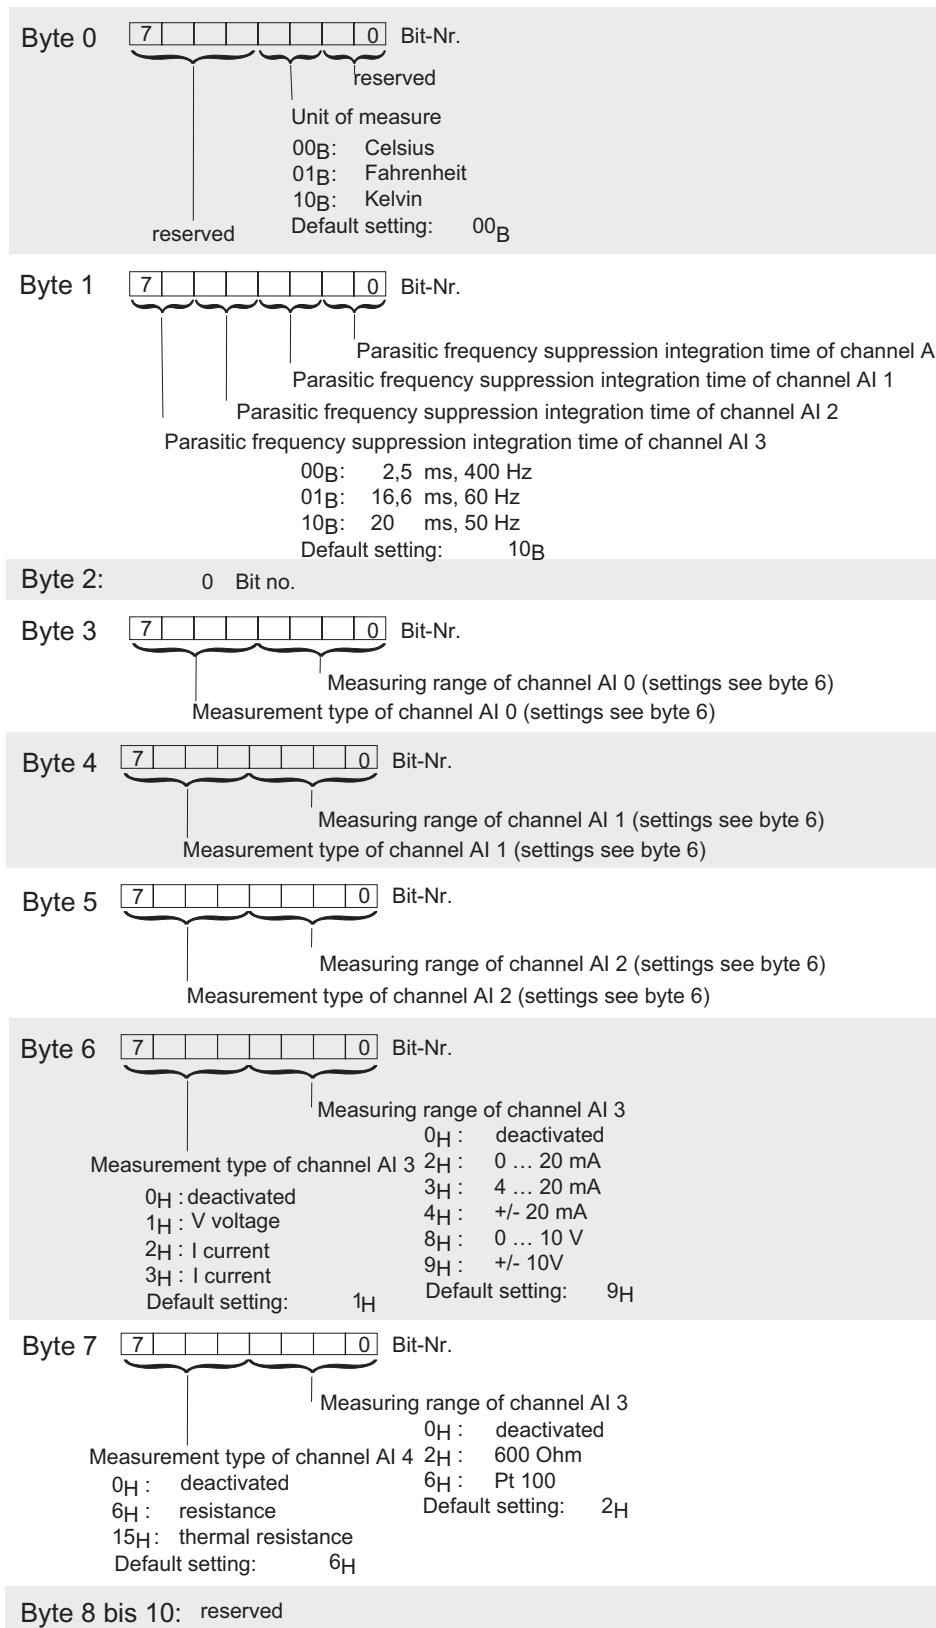 Byte 0 7 0 Bit-Nr.
reserved
Unit of measure
00B: Celsius
01B: Fahrenheit
10B: Kelvin
Default setting: 00B
reserved
Byte 1 7 0 Bit-Nr.
Parasitic frequency suppression integration time of channel A
Parasitic frequency suppression integration time of channel AI 1
Parasitic frequency suppression integration time of channel AI 2
Parasitic frequency suppression integration time of channel AI 3
00B: 2,5 ms, 400 Hz
01B: 16,6 ms, 60 Hz
10B: 20 ms, 50 Hz
Default setting: 10B
Byte 2: 0 Bit no.
Byte 3 7 0 Bit-Nr.
Measuring range of channel AI 0 (settings see byte 6)
Measurement type of channel AI 0 (settings see byte 6)
Byte 4 7 0 Bit-Nr.
Measuring range of channel AI 1 (settings see byte 6)
Measurement type of channel AI 1 (settings see byte 6)
Byte 5 7 0 Bit-Nr.
Measuring range of channel AI 2 (settings see byte 6)
Measurement type of channel AI 2 (settings see byte 6)
Byte 6 7 0 Bit-Nr.
Measuring range of channel AI 3
0H : deactivated
2H : 0 … 20 mA
3H : 4 … 20 mA
4H : +/- 20 mA
8H : 0 … 10 V
9H : +/- 10V
Default setting: 9H
Measurement type of channel AI 3
0H : deactivated
1H : V voltage
2H : I current
3H : I current
Default setting: 1H
Byte 7 7 0 Bit-Nr.
Measuring range of channel AI 3
0H : deactivated
2H : 600 Ohm
6H : Pt 100
Default setting: 2H
Measurement type of channel AI 4
0H : deactivated
6H : resistance
15H : thermal resistance
Default setting: 6H
Byte 8 bis 10: reserved